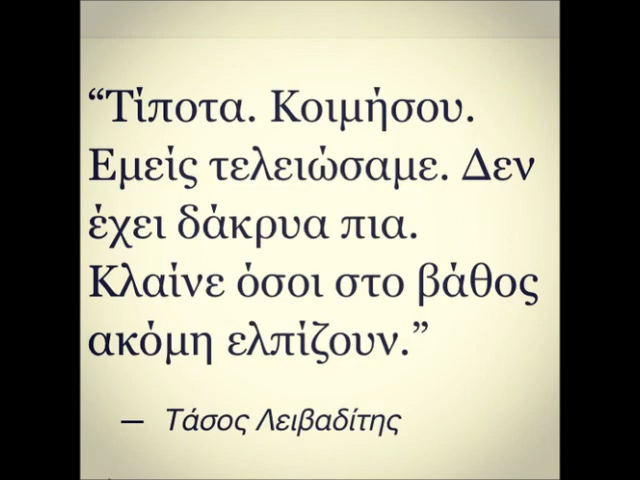 “Τίποτα. Κοιμήσου.
Εμείς τελειώσαμε. Δεν
έχει δάκρυα πια.
Κλαίνε όσοι στο βάθος
ακόμη ελπίζουν.”
— Τάσος Λειβαδίτης